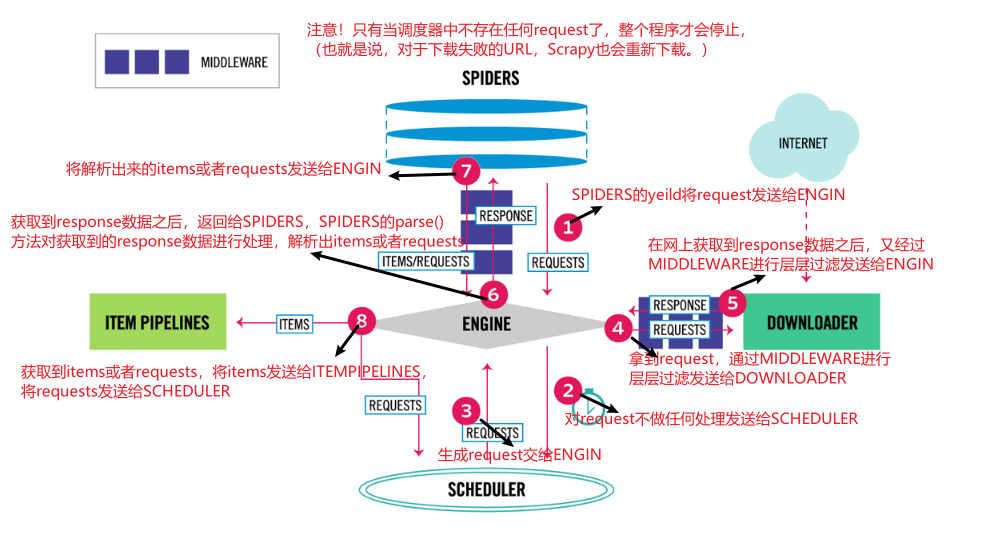 注意！只有当调度器中不存在任何request了，整个程序才会停止，
（也就是说，对于下载失败的URL，Scrapy也会重新下载。）
MIDDLEWARE
SPIDERS
INTERNET
7
将解析出来的items或者requests发送给ENGIN
SPIDERS的yeild将request发送给ENGIN
1
RESPONSE
获取到response数据之后，返回给SPIDERS，SPIDERS的parse()
方法对获取到的response数据进行处理，解析出items或者requests
ITEMS/REQUESTS
REQUESTS
在网上获取到response数据之后，又经过
MIDDLEWARE进行层层过滤发送给ENGIN
6
5
RESPONSE
ITEM PIPELINES
ITEMS
8
ENGINE
4
REQUESTS
DOWNLOADER
拿到request，通过MIDDLEWARE进行
层层过滤发送给DOWNLOADER
获取到items或者requests，将items发送给ITEMPIPELINES，
将requests发送给SCHEDULER
REQUESTS
3
2
对request不做任何处理发送给SCHEDULER
REQUESTS
生成request交给ENGIN
SCHEDULER